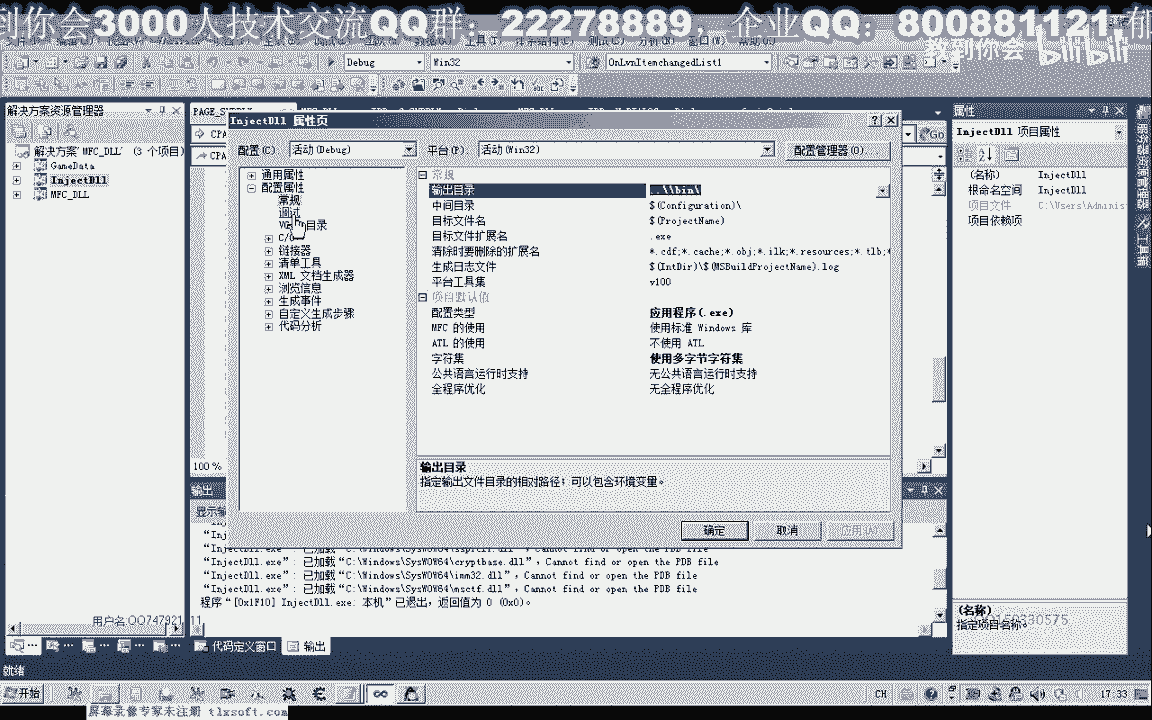 到你会3000人技术交流QQ群：22278889 企业QQ：800881121 郁
教到你会 bilibili
Debug Win32 OnLvnItemchangedList1
解决方案资源管理器
解决方案"MFC_DLL" (3 个项目)
GameData
InjectDll
MFC_DLL
InjectDll 属性页
配置(C): 活动(Debug) 平台(P): 活动(Win32) 配置管理器(O)...
通用属性
配置属性
常规
调试
目录
链接器
清单工具
XML 文档生成器
浏览信息
生成事件
自定义生成步骤
代码分析
常规
输出目录 ..\\bin\
中间目录 $(Configuration)\
目标文件名 $(ProjectName)
目标文件扩展名 .exe
清除时要删除的扩展名 *.cdf;*.cache;*.obj;*.ilk;*.resources;*.tlb;*
生成日志文件 $(IntDir)\$(MSBuildProjectName).log
平台工具集 v100
项目默认值
配置类型 应用程序(.exe)
MFC 的使用 使用标准 Windows 库
ATL 的使用 不使用 ATL
字符集 使用多字节字符集
公共语言运行时支持 无公共语言运行时支持
全程序优化 无全程序优化
输出目录
指定输出文件目录的相对路径；可以包含环境变量。
确定 取消 应用(A)
属性
InjectDll 项目属性
(名称) InjectDll
根命名空间 InjectDll
项目文件 C:\Users\Adminis
项目依赖项
(名称)
指定项目名称。
服务器资源管理器
工具箱
100 %
输出
"InjectDll.exe": 已加载"C:\Windows\SysWOW64\cryptbase.dll"，Cannot find or open the PDB file
"InjectDll.exe": 已加载"C:\Windows\SysWOW64\imm32.dll"，Cannot find or open the PDB file
"InjectDll.exe": 已加载"C:\Windows\SysWOW64\msctf.dll"，Cannot find or open the PDB file
程序"[0x1F10] InjectDll.exe: 本机"已退出，返回值为 0 (0x0)。
代码定义窗口 输出
就绪
开始 CH 17:33
屏幕录像专家未注册 tlxsoft.com